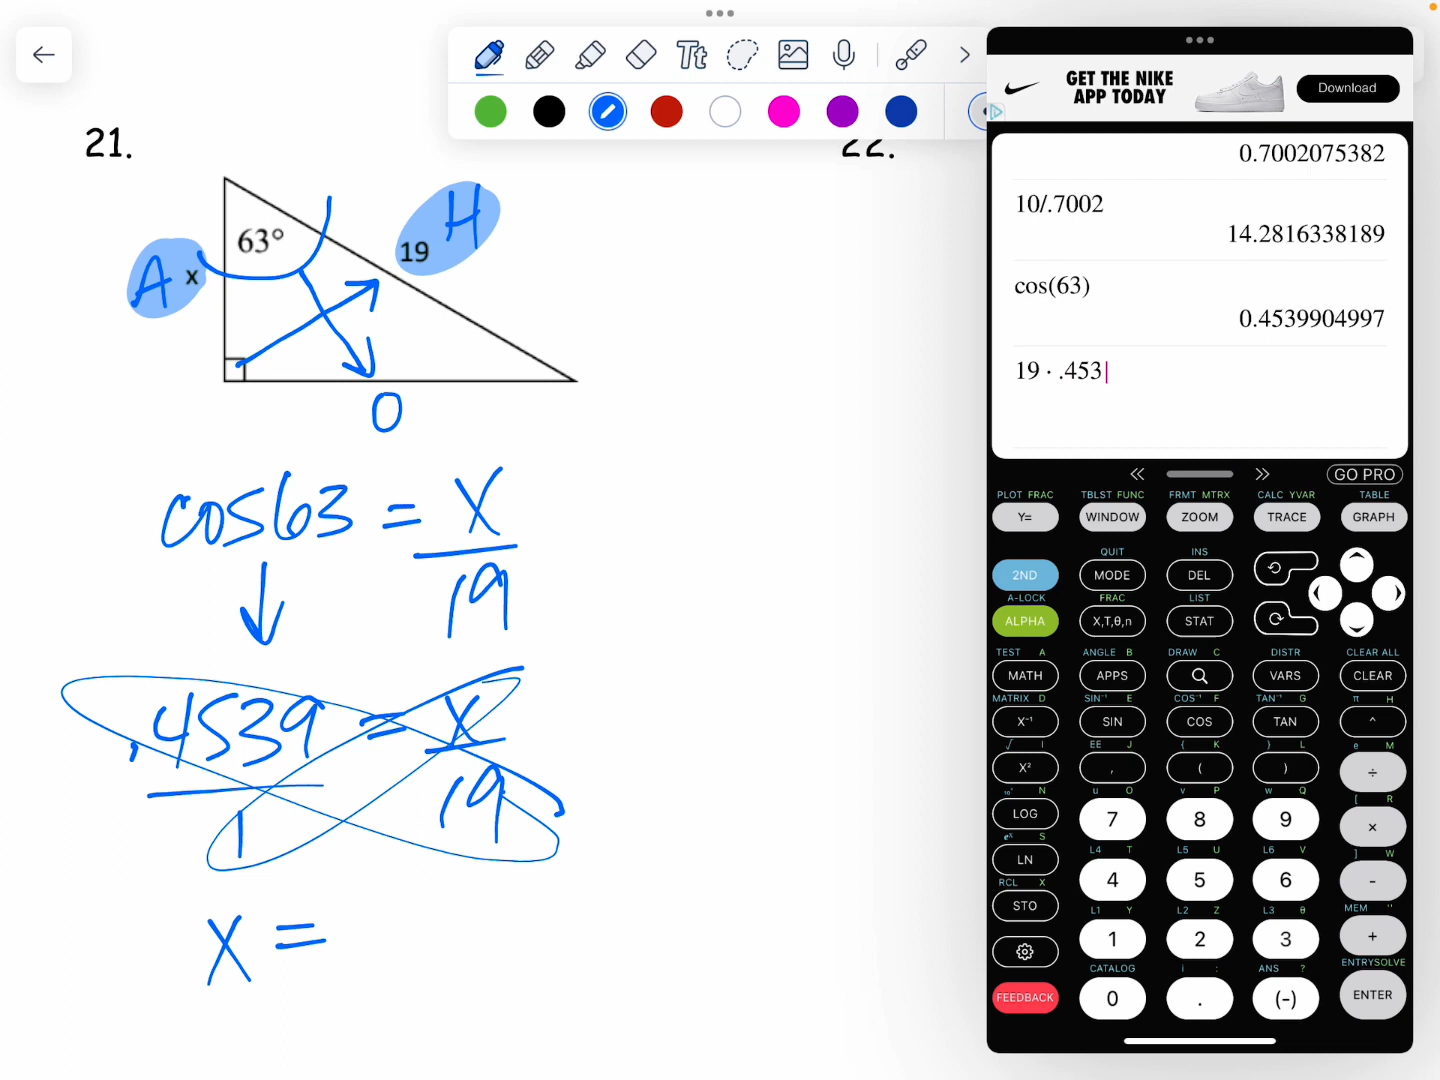 Tt
21.
22.
63°
19
H
A
x
O
cos63 = x
19
.4539 = x
1
19
x =
GET THE NIKE
APP TODAY
Download
0.7002075382
10/.7002
14.2816338189
cos(63)
0.4539904997
19 · .453
GO PRO
PLOT FRAC TBLST FUNC FRMT MTRX CALC YVAR TABLE
Y= WINDOW ZOOM TRACE GRAPH
QUIT INS
2ND MODE DEL
A-LOCK FRAC LIST
ALPHA X,T,θ,n STAT
TEST A ANGLE B DRAW C DISTR CLEAR ALL
MATH APPS VARS CLEAR
MATRIX D SIN⁻¹ E COS⁻¹ F TAN⁻¹ G π H
X⁻¹ SIN COS TAN ^
√ I EE J { K } L e M
X² , ( ) ÷
10ˣ N u O v P w Q [ R
LOG 7 8 9 ×
eˣ S L4 T L5 U L6 V ] W
LN 4 5 6 -
RCL X L1 Y L2 Z L3 θ MEM "
STO 1 2 3 +
CATALOG i : ANS ? ENTRY SOLVE
FEEDBACK 0 . (-) ENTER